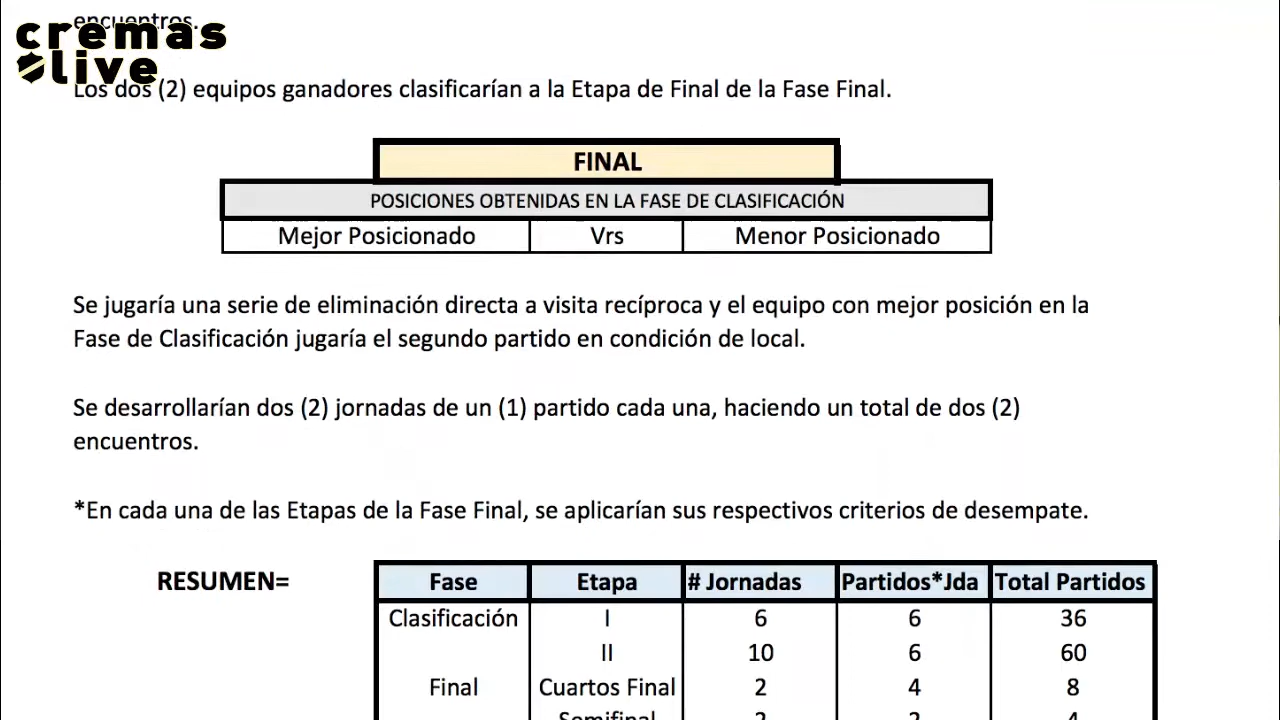 encuentros.
cremas
live
Los dos (2) equipos ganadores clasificarían a la Etapa de Final de la Fase Final.
FINAL
POSICIONES OBTENIDAS EN LA FASE DE CLASIFICACIÓN
Mejor Posicionado Vrs Menor Posicionado
Se jugaría una serie de eliminación directa a visita recíproca y el equipo con mejor posición en la
Fase de Clasificación jugaría el segundo partido en condición de local.
Se desarrollarían dos (2) jornadas de un (1) partido cada una, haciendo un total de dos (2)
encuentros.
*En cada una de las Etapas de la Fase Final, se aplicarían sus respectivos criterios de desempate.
RESUMEN= Fase Etapa # Jornadas Partidos*Jda Total Partidos
Clasificación I 6 6 36
II 10 6 60
Final Cuartos Final 2 4 8
Semifinal 2 2 4